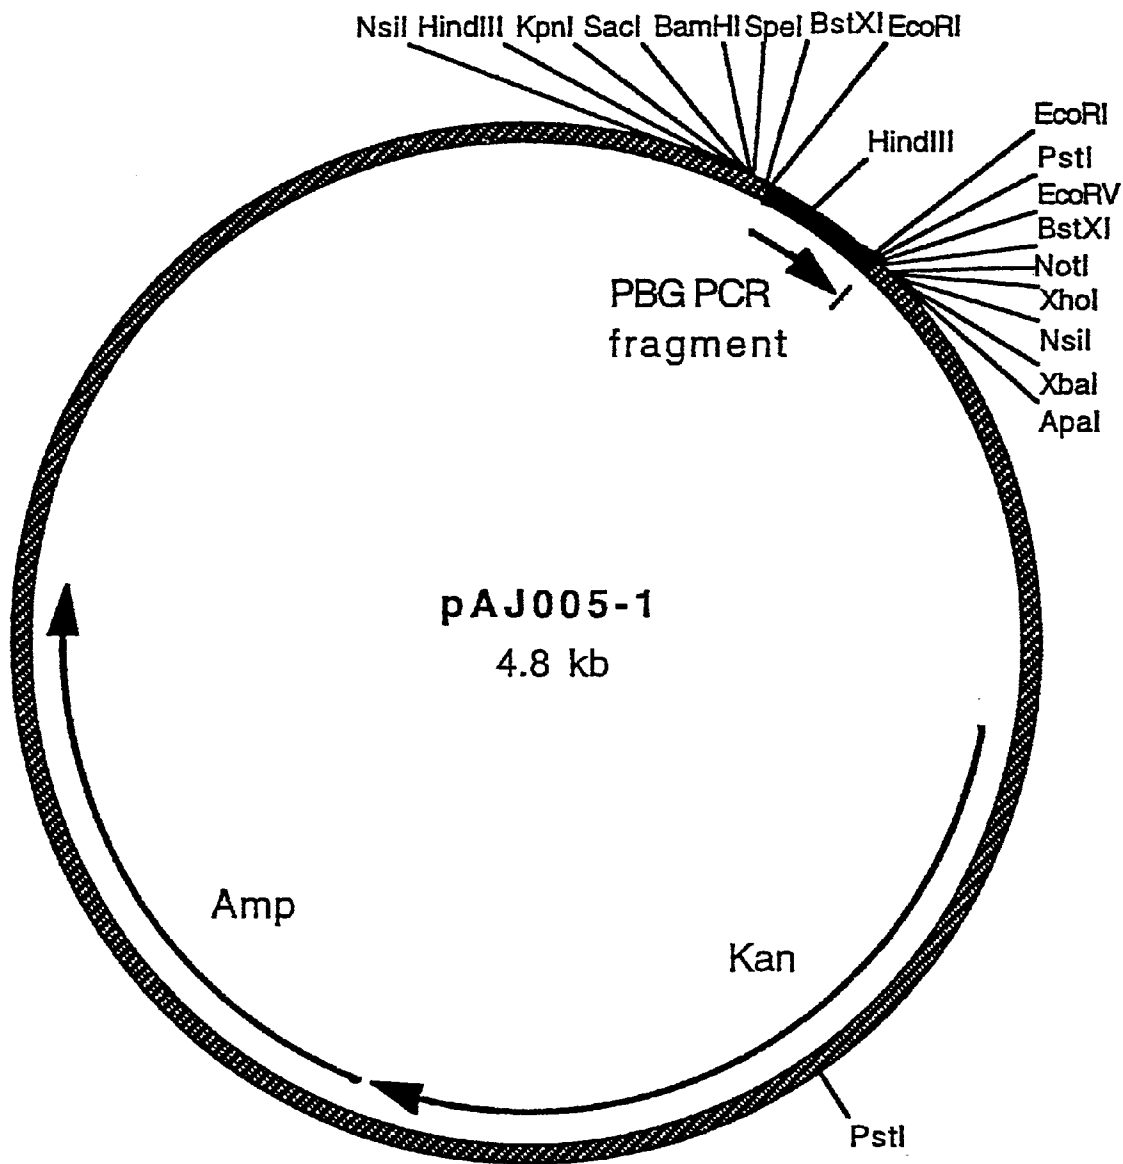 NsiI HindIII KpnI SacI BamHI SpeI BstXI EcoRI
EcoRI
HindIII
PstI
EcoRV
BstXI
NotI
XhoI
NsiI
XbaI
ApaI
PBG PCR
fragment
pAJ005-1
4.8 kb
Amp
Kan
PstI